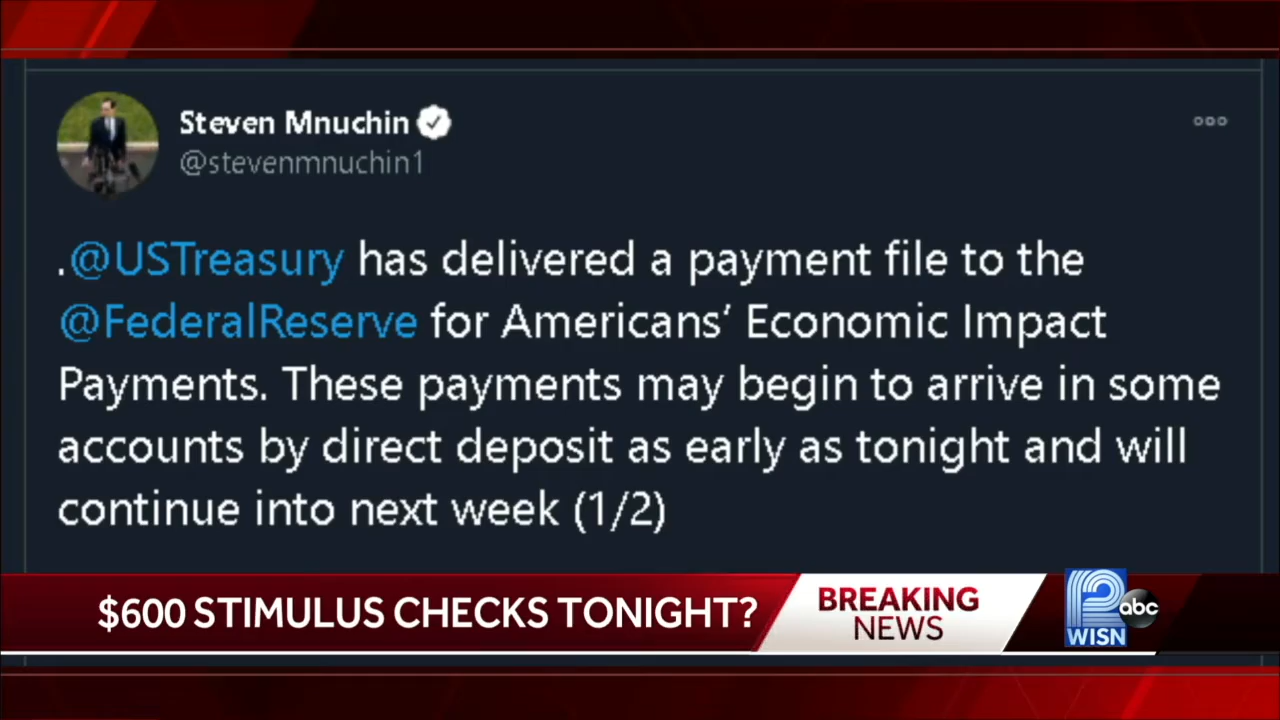 Steven Mnuchin
@stevenmnuchin1
.@USTreasury has delivered a payment file to the
@FederalReserve for Americans’ Economic Impact
Payments. These payments may begin to arrive in some
accounts by direct deposit as early as tonight and will
continue into next week (1/2)
$600 STIMULUS CHECKS TONIGHT?
BREAKING
NEWS
12
abc
WISN